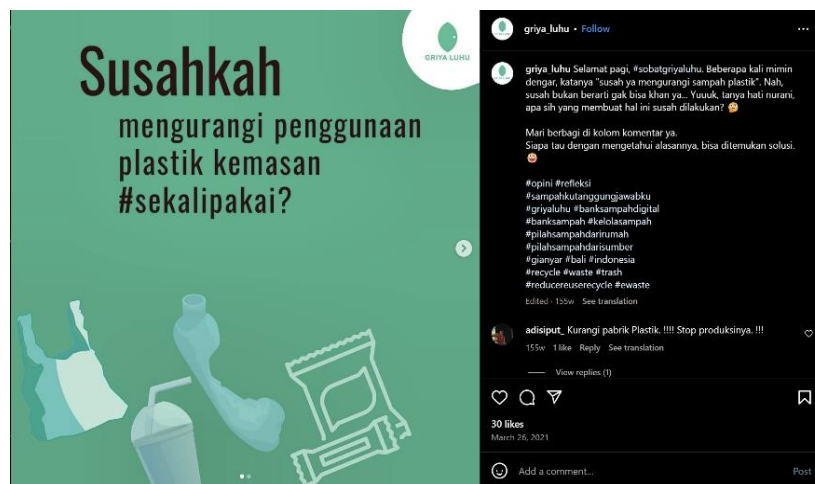 Susahkah
mengurangi penggunaan
plastik kemasan
#sekalipakai?
GRIYA LUHU
griya_luhu • Follow
griya_luhu Selamat pagi, #sobatgriyaluhu. Beberapa kali mimin
dengar, katanya "susah ya mengurangi sampah plastik". Nah,
susah bukan berarti gak bisa khan ya... Yuuuk, tanya hati nurani,
apa sih yang membuat hal ini susah dilakukan? 🤔
Mari berbagi di kolom komentar ya.
Siapa tau dengan mengetahui alasannya, bisa ditemukan solusi.
😀
#opini #refleksi
#sampahkutanggungjawabku
#griyaluhu #banksampahdigital
#banksampah #kelolasampah
#pilahsampahdarirumah
#pilahsampahdarisumber
#gianyar #bali #indonesia
#recycle #waste #trash
#reducereuserecycle #ewaste
Edited · 155w See translation
adisiput_ Kurangi pabrik Plastik. !!!! Stop produksinya. !!!
155w 1 like Reply See translation
View replies (1)
30 likes
March 26, 2021
Add a comment...
Post